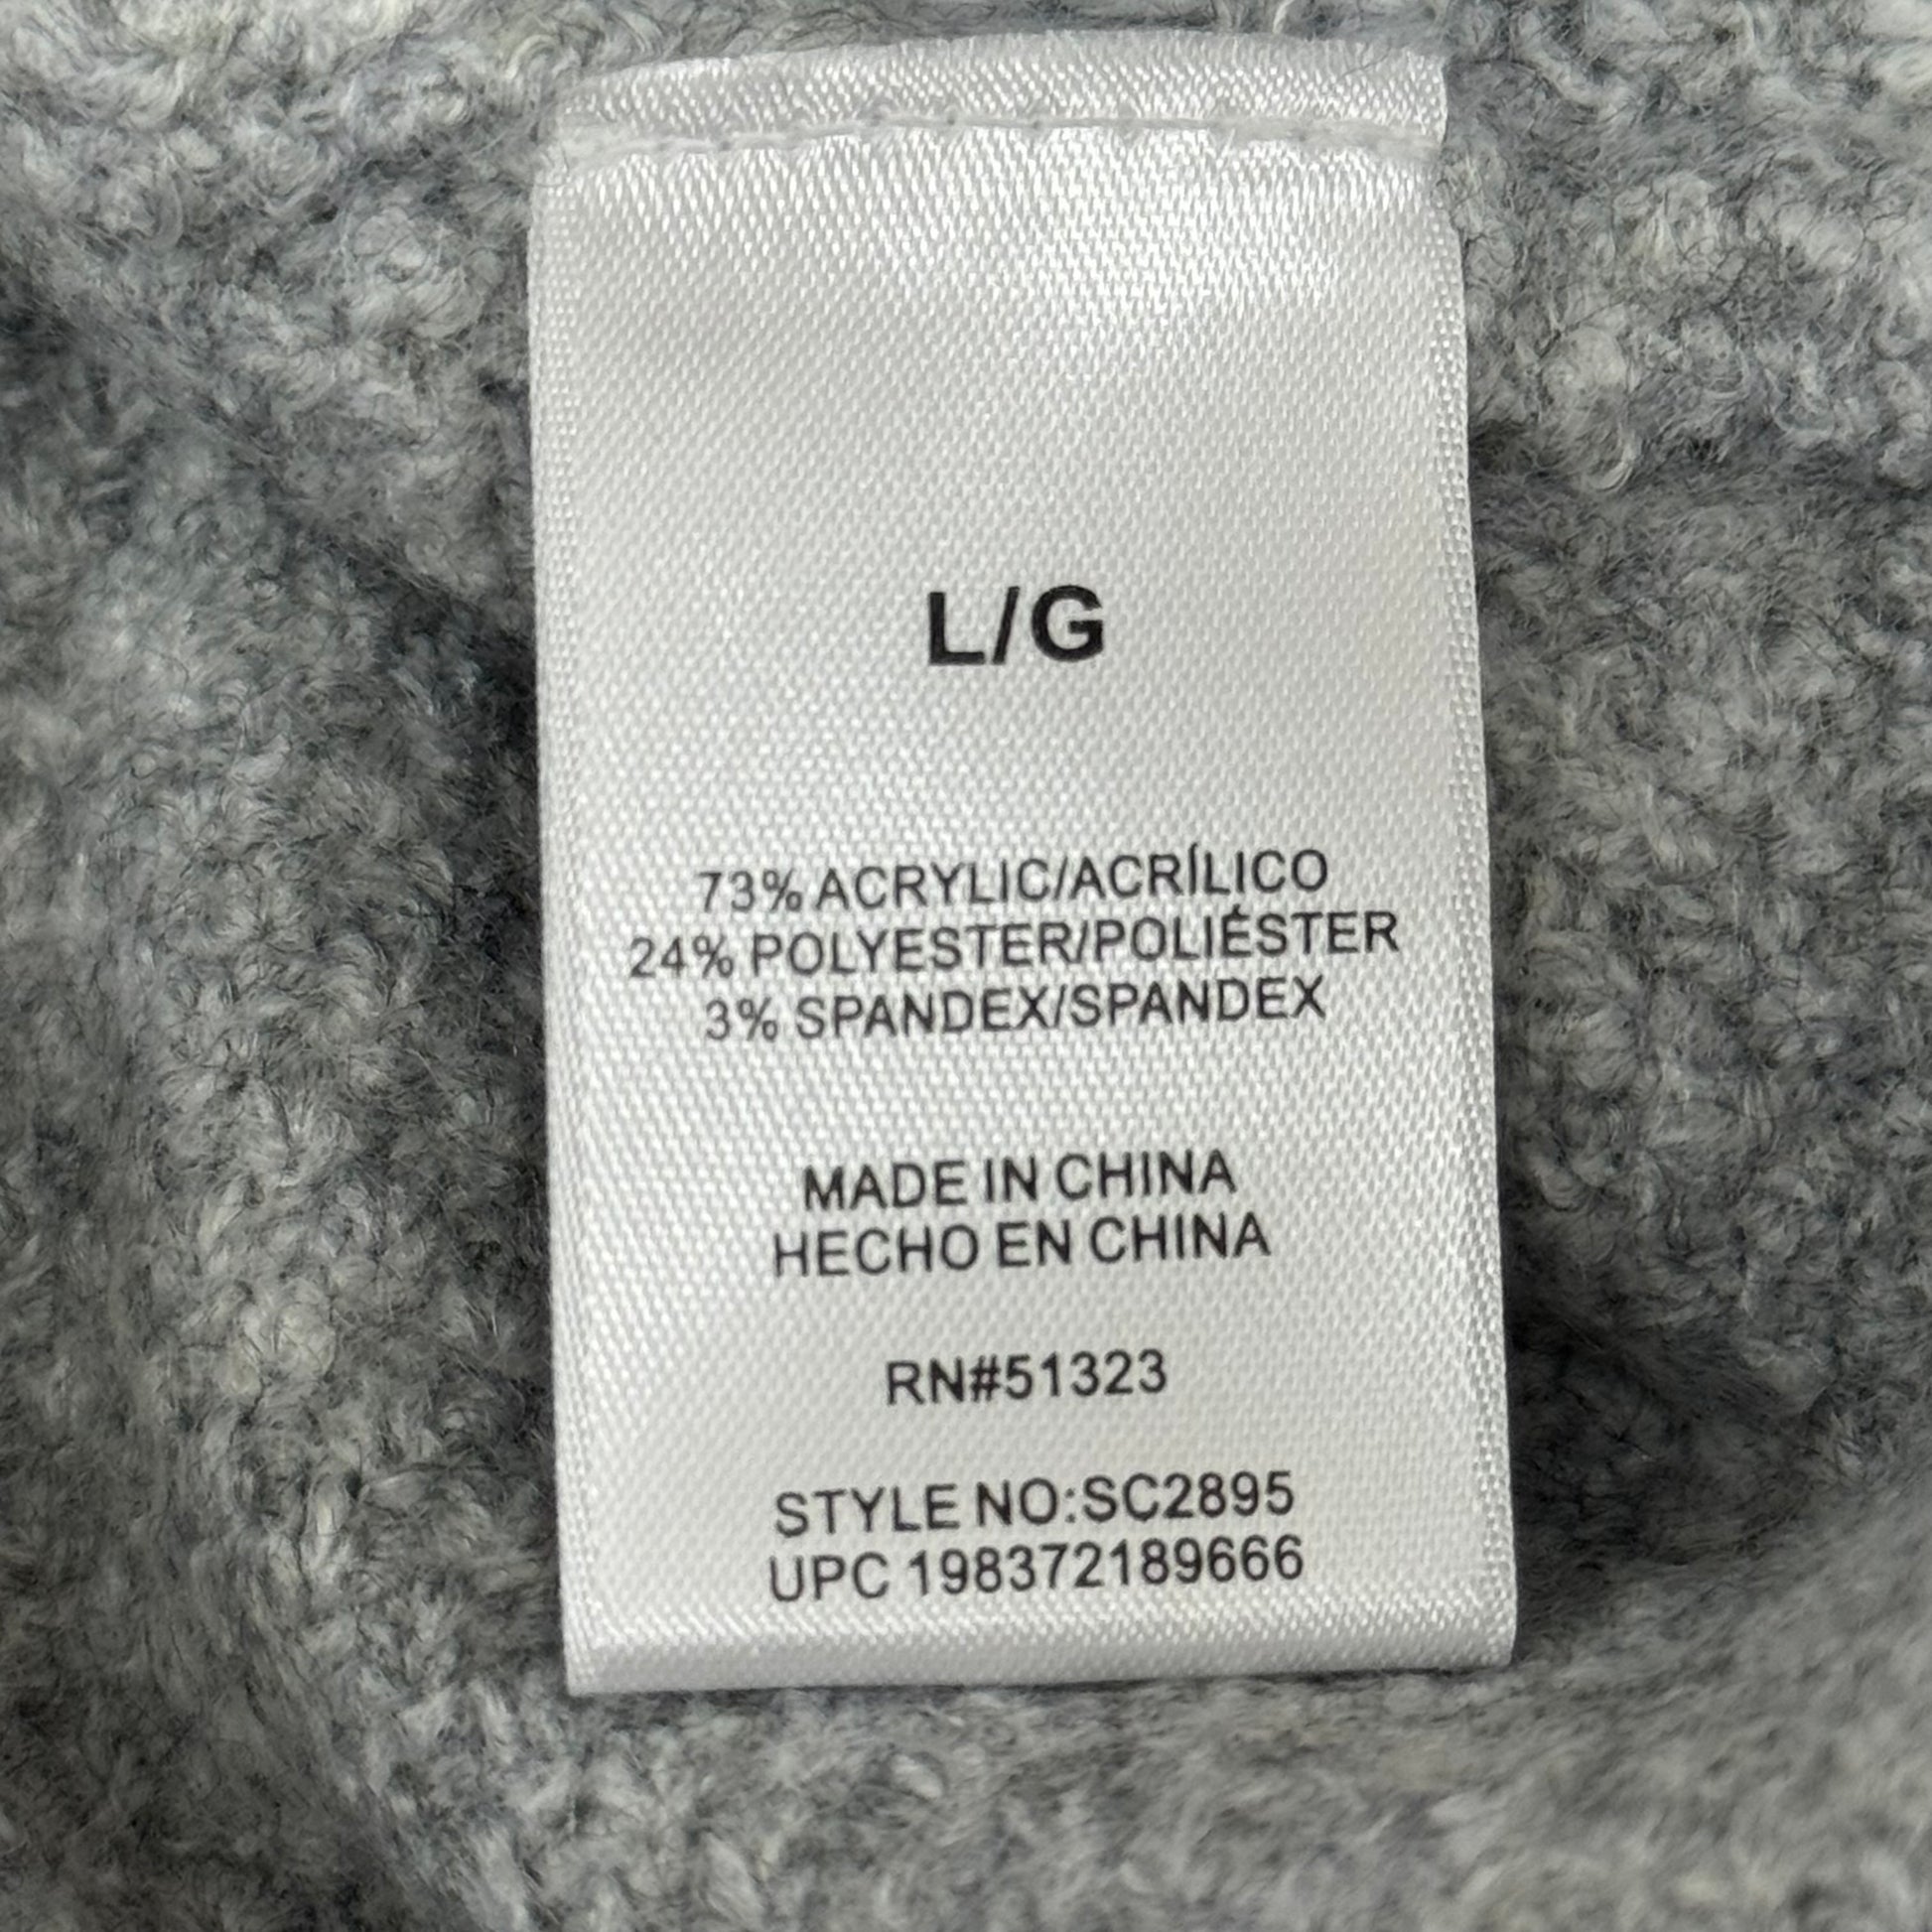 L/G
73% ACRYLIC/ACRÍLICO
24% POLYESTER/POLIÉSTER
3% SPANDEX/SPANDEX
MADE IN CHINA
HECHO EN CHINA
RN#51323
STYLE NO:SC2895
UPC 198372189666